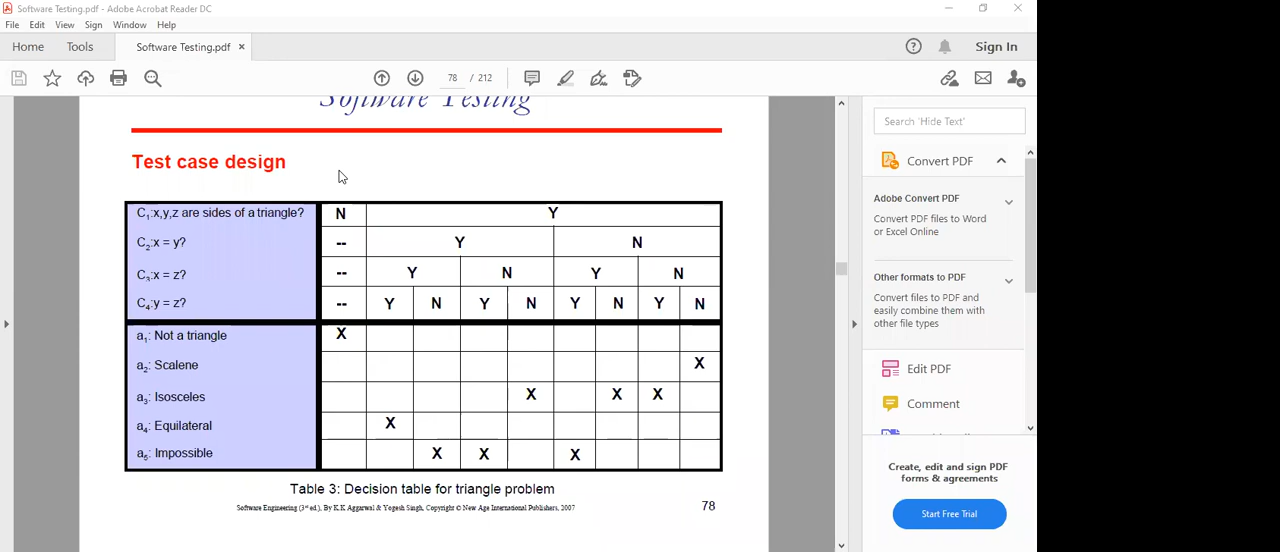 Software Testing.pdf - Adobe Acrobat Reader DC
File Edit View Sign Window Help
Home Tools Software Testing.pdf × Sign In
78 / 212
Software Testing
Test case design
C1:x,y,z are sides of a triangle? N Y
C2:x = y? -- Y N
C3:x = z? -- Y N Y N
C4:y = z? -- Y N Y N Y N Y N
a1: Not a triangle X
a2: Scalene X
a3: Isosceles X X X
a4: Equilateral X
a5: Impossible X X X
Table 3: Decision table for triangle problem
Software Engineering (3rd ed.), By K.K Aggarwal & Yogesh Singh, Copyright © New Age International Publishers, 2007
78
Search 'Hide Text'
Convert PDF
Adobe Convert PDF
Convert PDF files to Word
or Excel Online
Other formats to PDF
Convert files to PDF and
easily combine them with
other file types
Edit PDF
Comment
Create, edit and sign PDF
forms & agreements
Start Free Trial